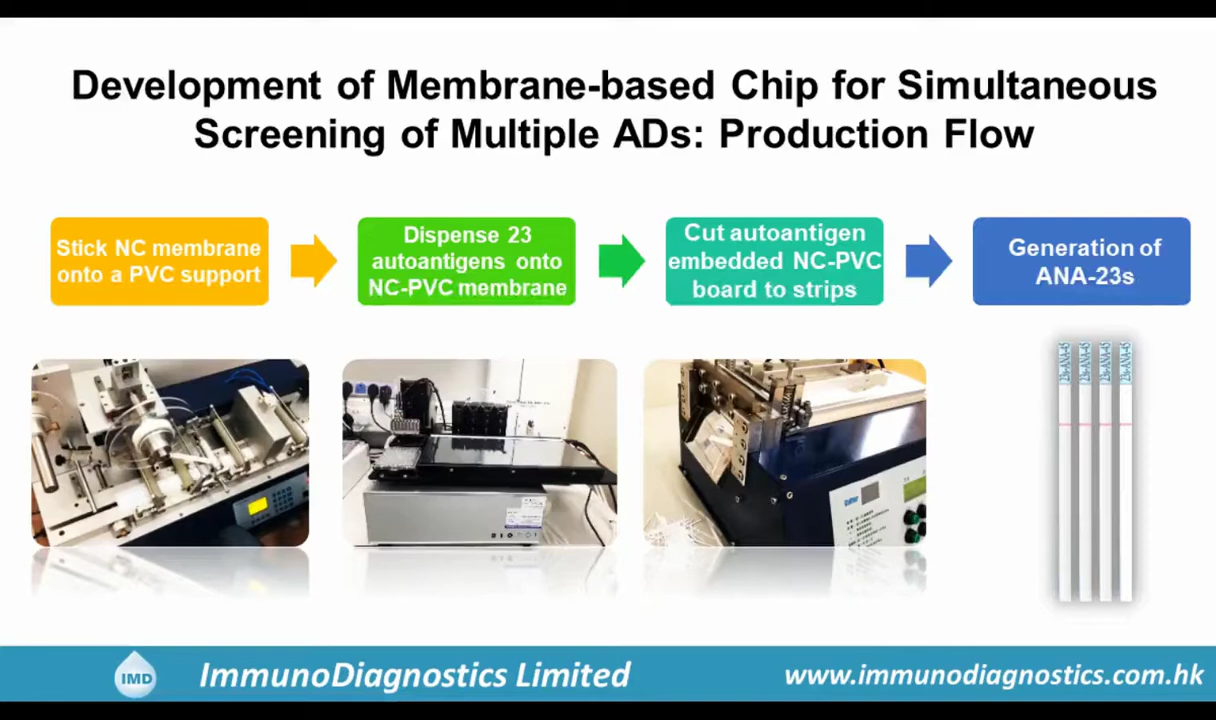 Development of Membrane-based Chip for Simultaneous
Screening of Multiple ADs: Production Flow
Stick NC membrane
onto a PVC support
Dispense 23
autoantigens onto
NC-PVC membrane
Cut autoantigen
embedded NC-PVC
board to strips
Generation of
ANA-23s
IMD
ImmunoDiagnostics Limited
www.immunodiagnostics.com.hk